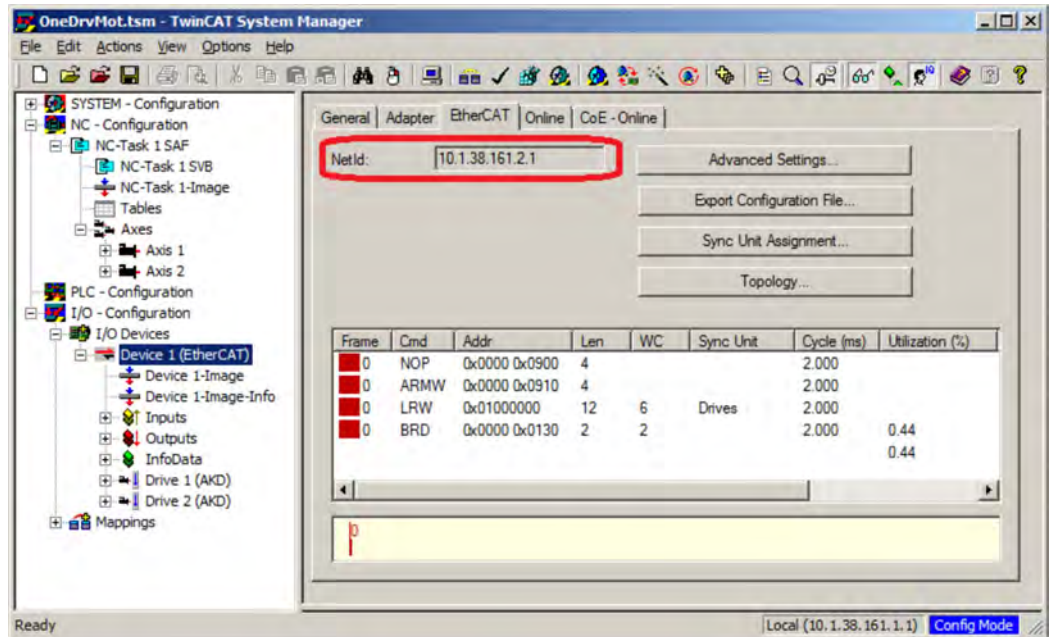 OneDrvMot.tsm - TwinCAT System Manager
File Edit Actions View Options Help
SYSTEM - Configuration
NC - Configuration
NC-Task 1 SAF
NC-Task 1 SVB
NC-Task 1-Image
Tables
Axes
Axis 1
Axis 2
PLC - Configuration
I/O - Configuration
I/O Devices
Device 1 (EtherCAT)
Device 1-Image
Device 1-Image-Info
Inputs
Outputs
InfoData
Drive 1 (AKD)
Drive 2 (AKD)
Mappings
General Adapter EtherCAT Online CoE - Online
NetId: 10.1.38.161.2.1
Advanced Settings...
Export Configuration File...
Sync Unit Assignment...
Topology...
Frame Cmd Addr Len WC Sync Unit Cycle (ms) Utilization (%)
0 NOP 0x0000 0x0900 4 2.000
0 ARMW 0x0000 0x0910 4 2.000
0 LRW 0x01000000 12 6 Drives 2.000
0 BRD 0x0000 0x0130 2 2 2.000 0.44
0.44
0
Ready Local (10.1.38.161.1.1) Config Mode